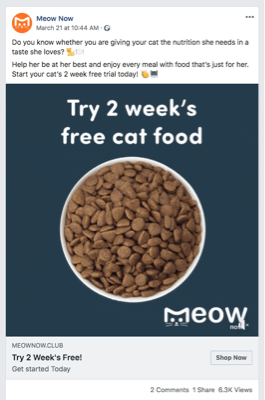 Meow Now
March 21 at 10:44 AM ·
Do you know whether you are giving your cat the nutrition she needs in a
taste she loves? 🐈🍽️
Help her be at her best and enjoy every meal with food that's just for her.
Start your cat's 2 week free trial today!
Try 2 week's
free cat food
meow
now
MEOWNOW.CLUB
Try 2 Week's Free!
Get started Today
Shop Now
2 Comments 1 Share 6.3K Views